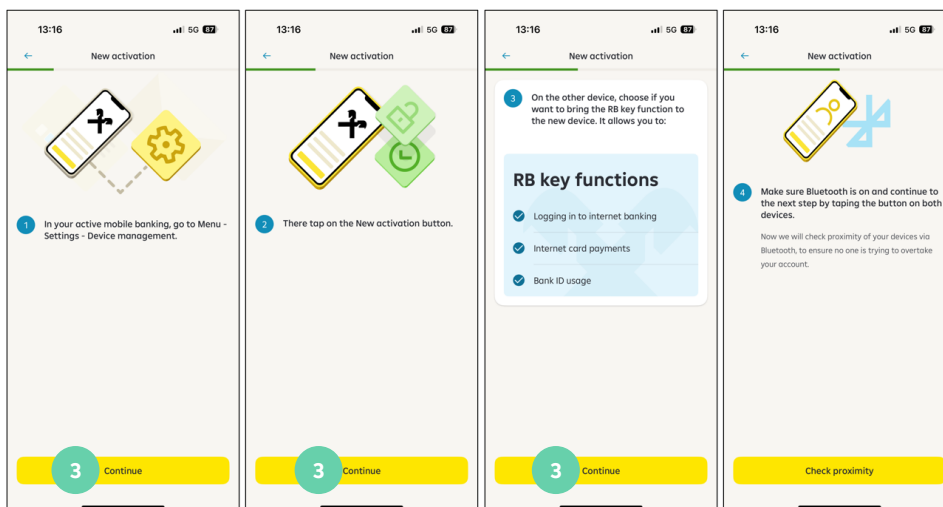 13:16
5G 87
New activation
1
In your active mobile banking, go to Menu -
Settings - Device management.
3
Continue
13:16
5G 87
New activation
2
There tap on the New activation button.
3
Continue
13:16
5G 87
New activation
3
On the other device, choose if you
want to bring the RB key function to
the new device. It allows you to:
RB key functions
Logging in to internet banking
Internet card payments
Bank ID usage
3
Continue
13:16
5G 87
New activation
4
Make sure Bluetooth is on and continue to
the next step by taping the button on both
devices.
Now we will check proximity of your devices via
Bluetooth, to ensure no one is trying to overtake
your account.
Check proximity